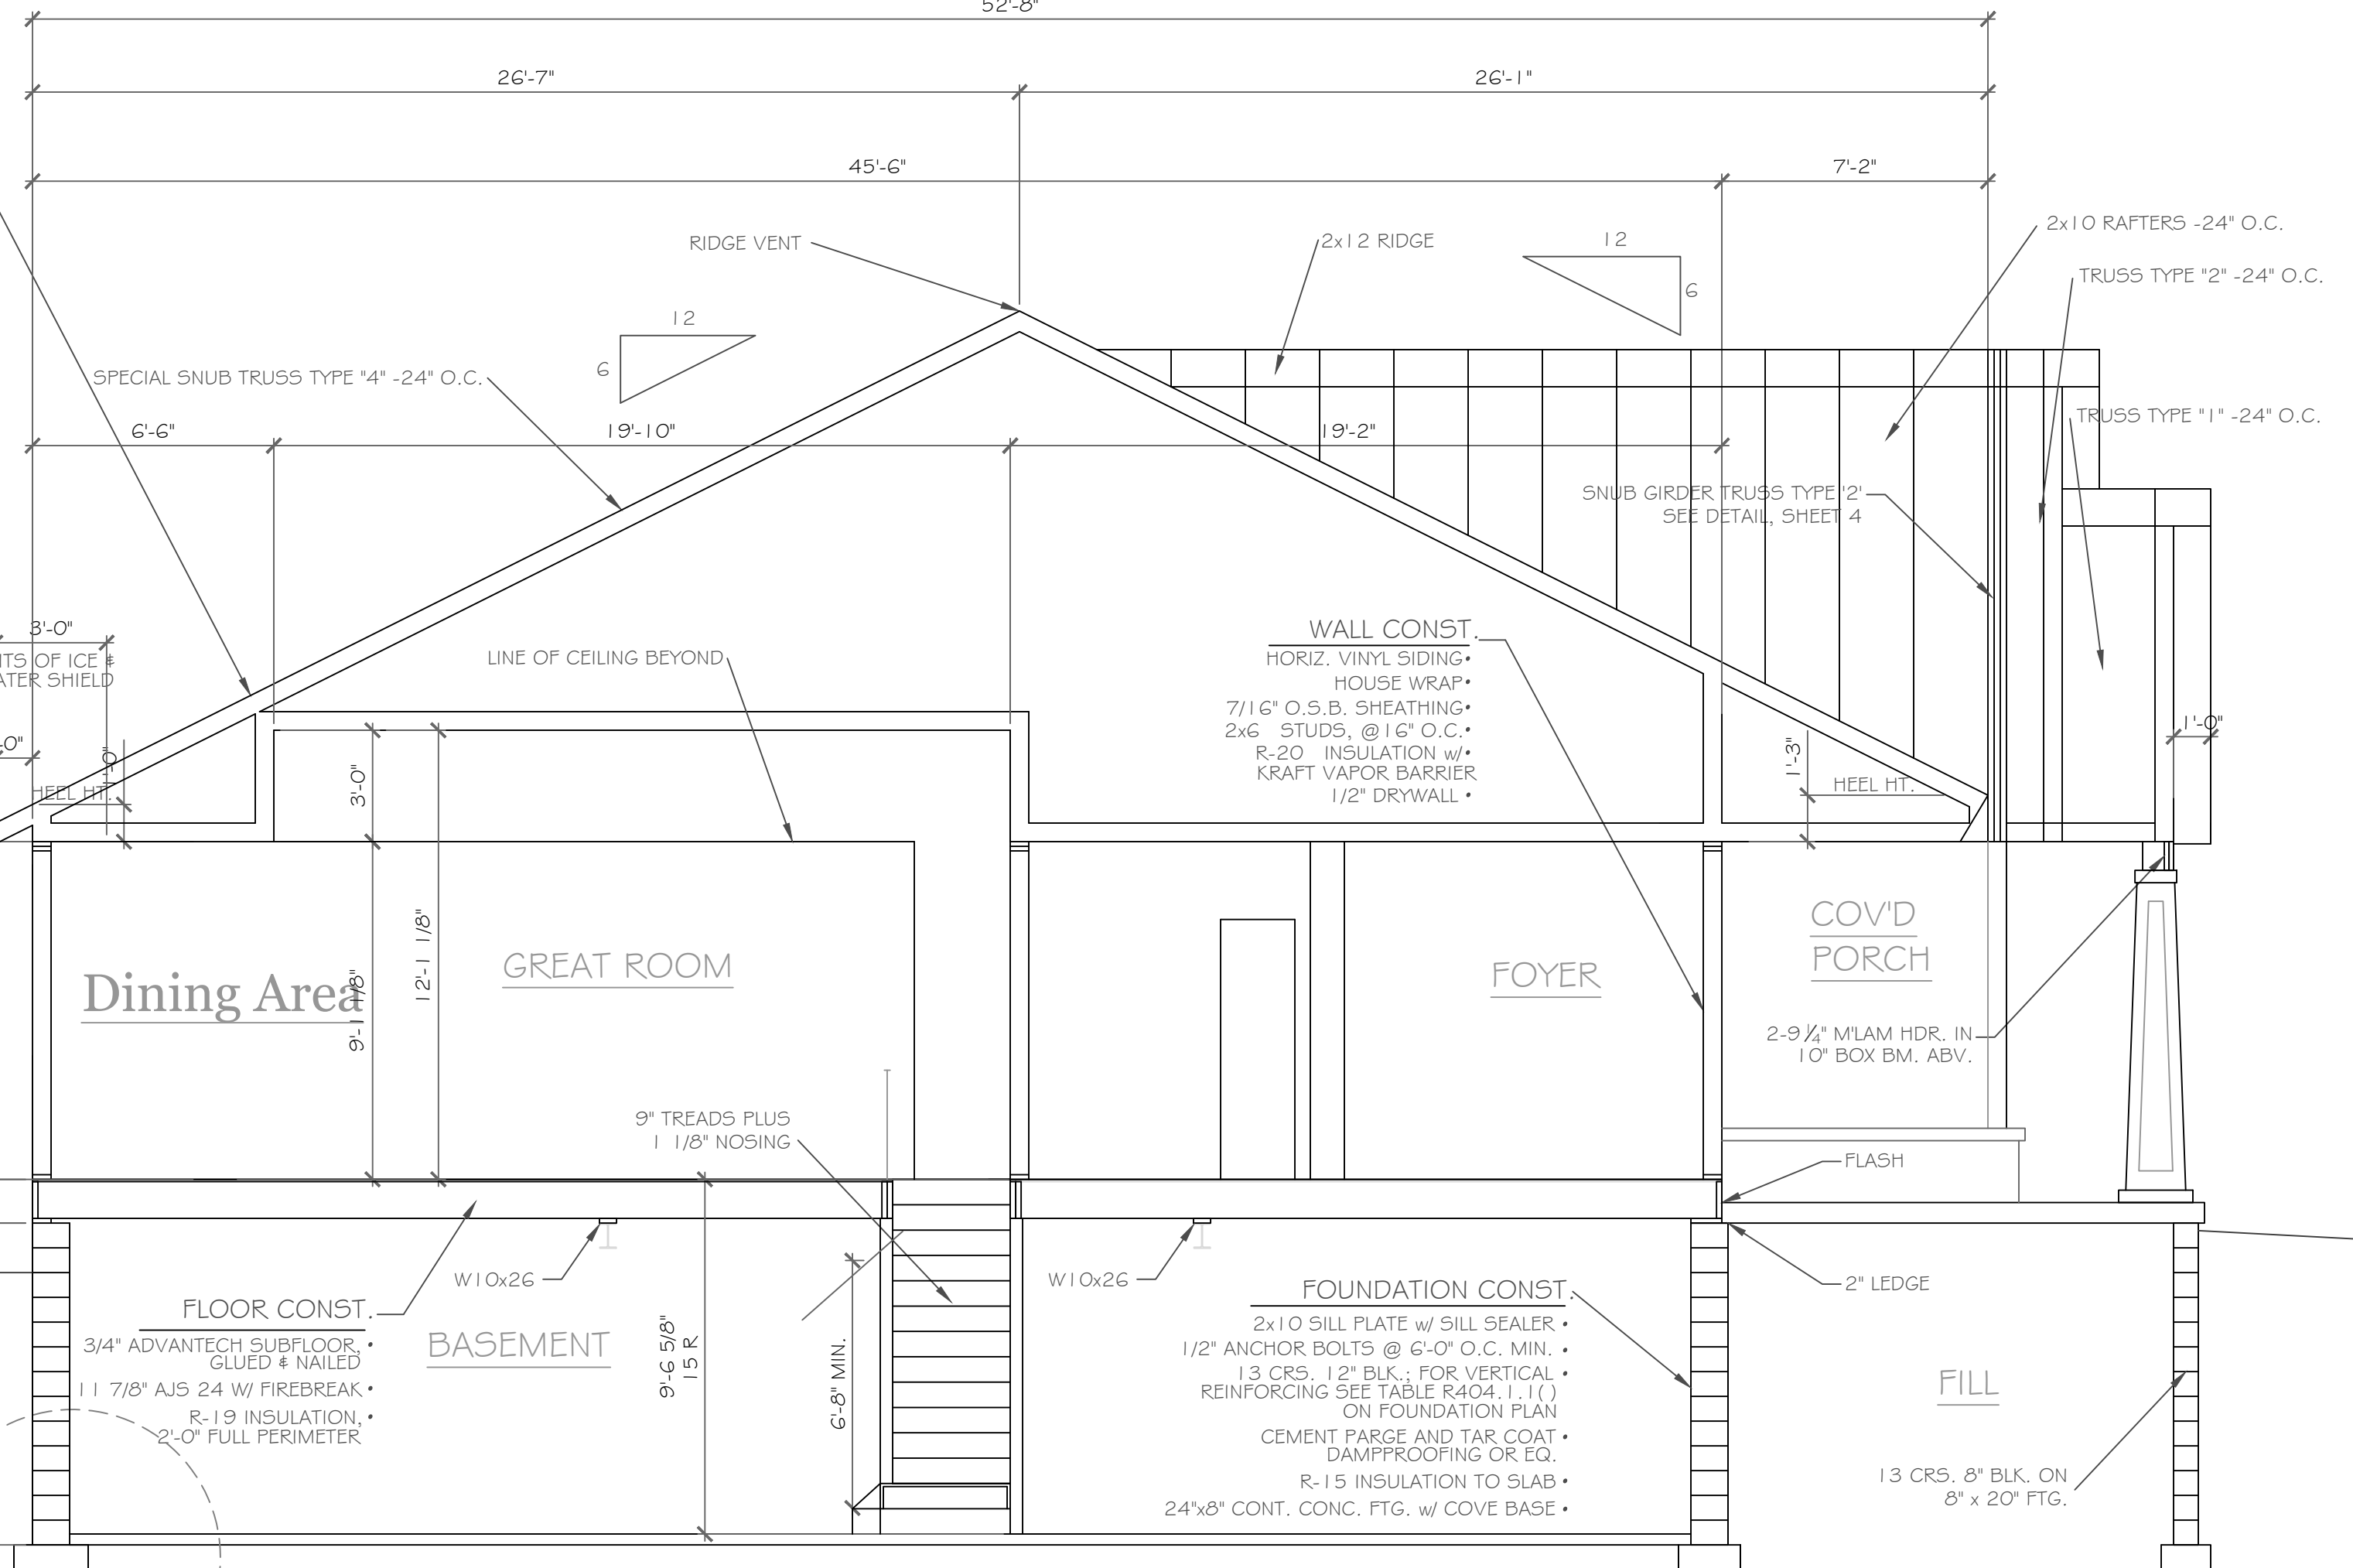 52'-8"
26'-7"
26'-1"
45'-6"
7'-2"
2x10 RAFTERS -24" O.C.
RIDGE VENT
2x12 RIDGE
12
6
TRUSS TYPE "2" -24" O.C.
12
6
SPECIAL SNUB TRUSS TYPE "4" -24" O.C.
TRUSS TYPE "1" -24" O.C.
6'-6"
19'-10"
19'-2"
SNUB GIRDER TRUSS TYPE '2'
SEE DETAIL, SHEET 4
3'-0"
ITS OF ICE &
ATER SHIELD
LINE OF CEILING BEYOND
WALL CONST.
HORIZ. VINYL SIDING•
HOUSE WRAP•
7/16" O.S.B. SHEATHING•
2x6 STUDS, @16" O.C.•
R-20 INSULATION w/•
KRAFT VAPOR BARRIER
1/2" DRYWALL •
-0"
HEEL HT.
3'-0"
1'-3"
HEEL HT.
1'-0"
Dining Area
9'-1 1/8"
12'-1 1/8"
GREAT ROOM
FOYER
COV'D
PORCH
2-9 1/4" M'LAM HDR. IN
10" BOX BM. ABV.
9" TREADS PLUS
1 1/8" NOSING
FLASH
W10x26
W10x26
2" LEDGE
FLOOR CONST.
3/4" ADVANTECH SUBFLOOR, •
GLUED & NAILED
11 7/8" AJS 24 W/ FIREBREAK •
R-19 INSULATION, •
2'-0" FULL PERIMETER
BASEMENT
9'-6 5/8"
15 R
6'-8" MIN.
FOUNDATION CONST.
2x10 SILL PLATE w/ SILL SEALER •
1/2" ANCHOR BOLTS @ 6'-0" O.C. MIN. •
13 CRS. 12" BLK.; FOR VERTICAL •
REINFORCING SEE TABLE R404.1.1( )
ON FOUNDATION PLAN
CEMENT PARGE AND TAR COAT •
DAMPPROOFING OR EQ.
R-15 INSULATION TO SLAB •
24"x8" CONT. CONC. FTG. w/ COVE BASE •
FILL
13 CRS. 8" BLK. ON
8" x 20" FTG.